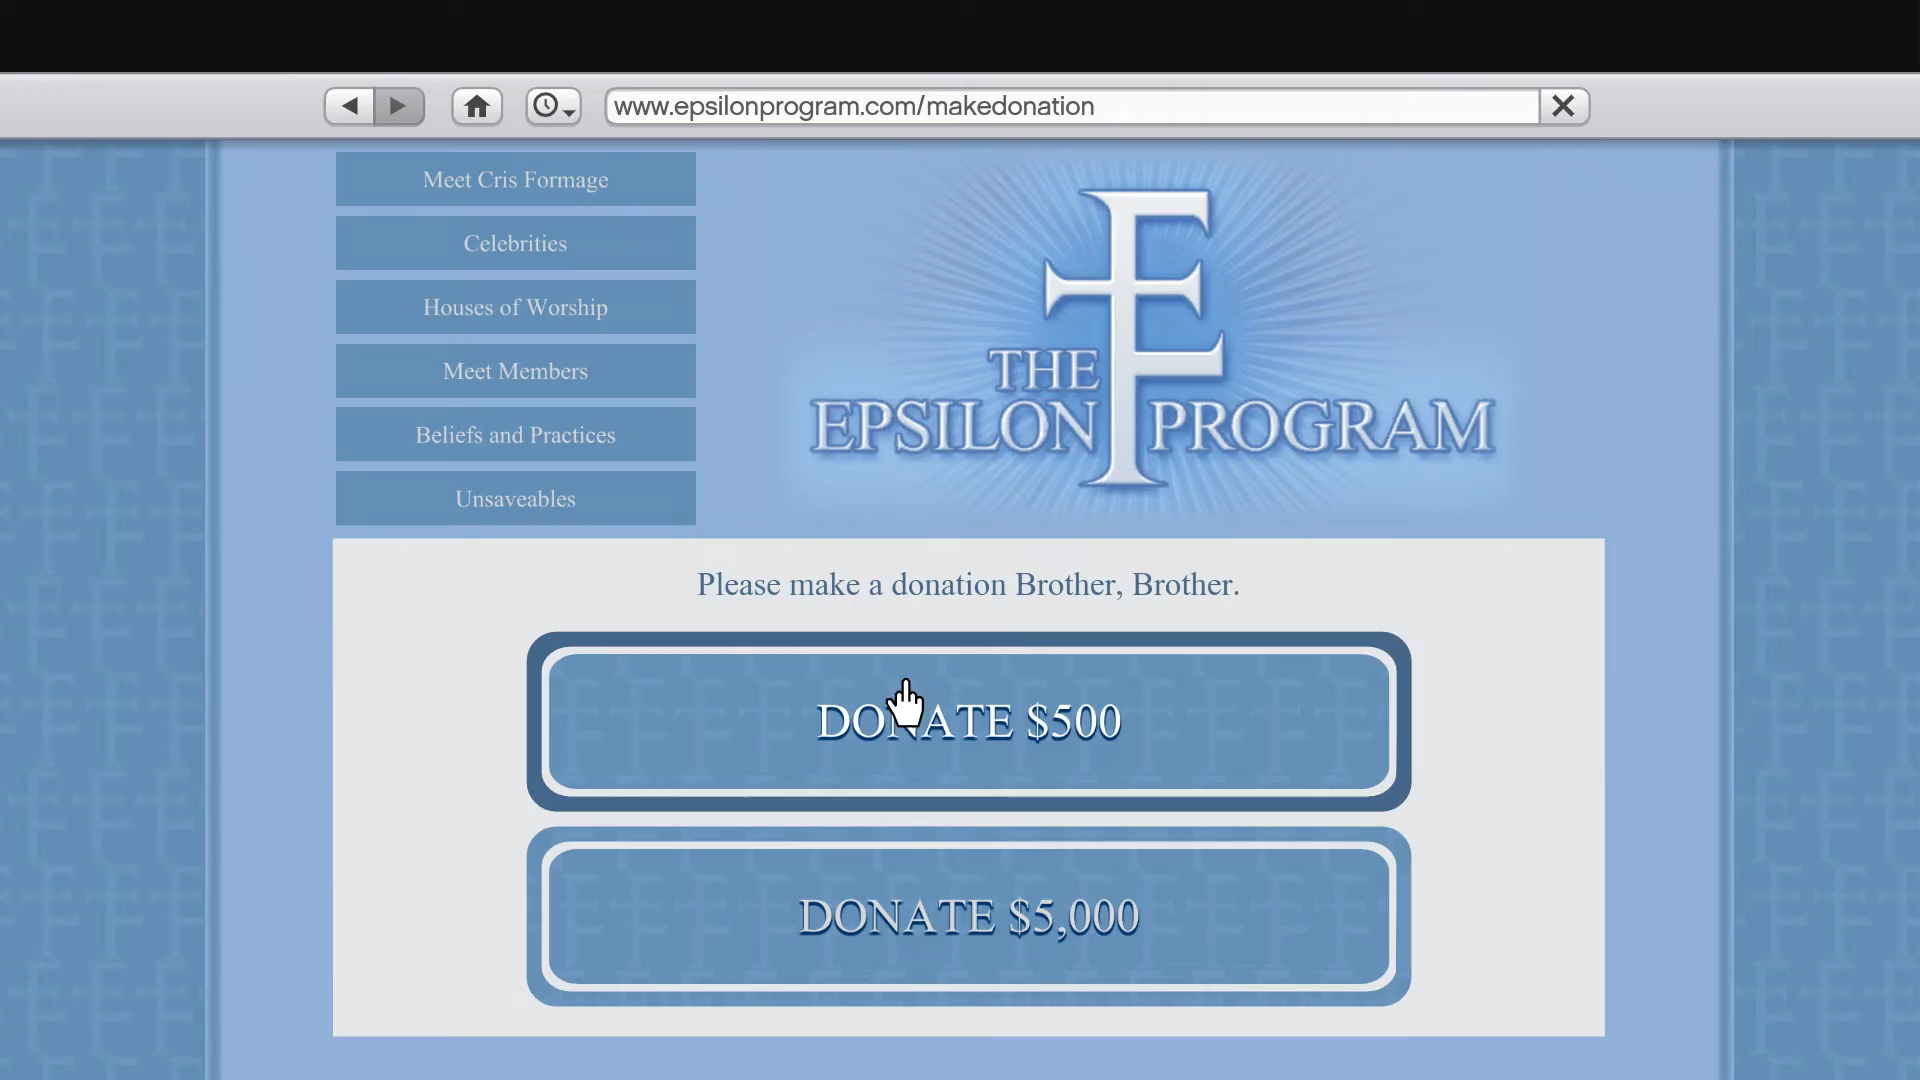 www.epsilonprogram.com/makedonation
Meet Cris Formage
Celebrities
Houses of Worship
Meet Members
Beliefs and Practices
Unsaveables
THE
EPSILON PROGRAM
Please make a donation Brother, Brother.
DONATE $500
DONATE $5,000